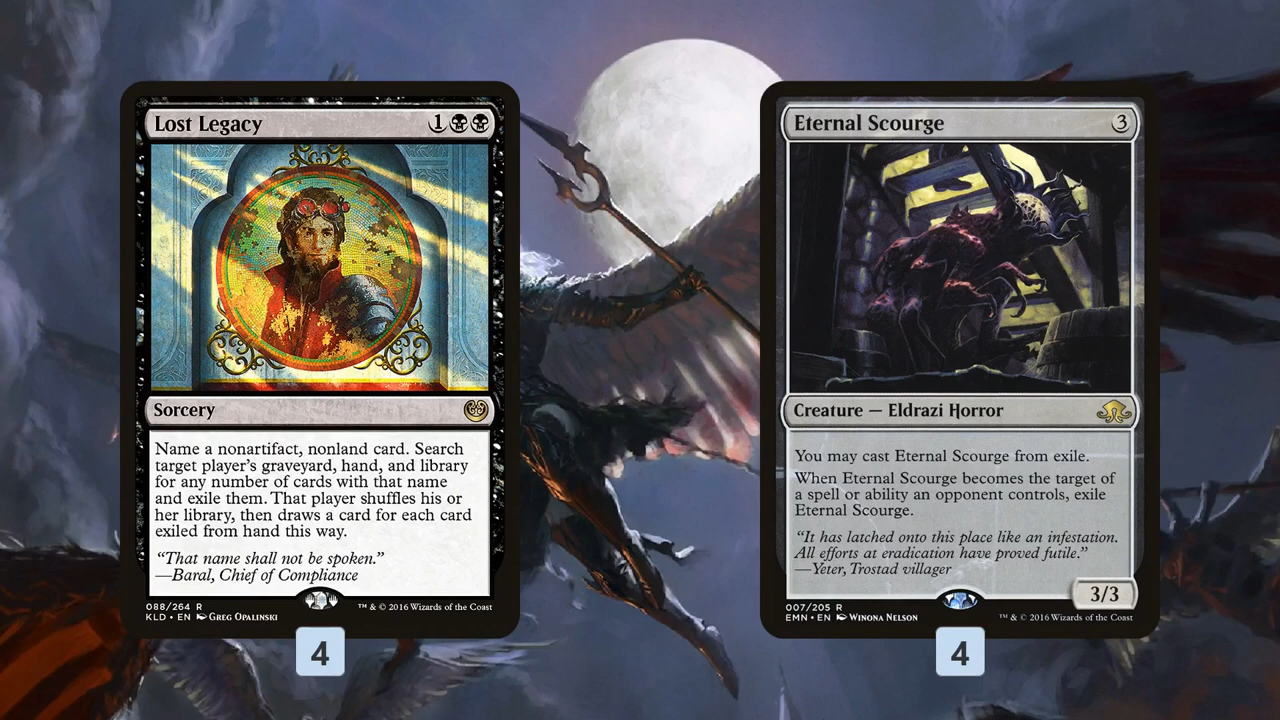 Lost Legacy
1
Sorcery
Name a nonartifact, nonland card. Search
target player's graveyard, hand, and library
for any number of cards with that name
and exile them. That player shuffles his or
her library, then draws a card for each card
exiled from hand this way.
“That name shall not be spoken.”
—Baral, Chief of Compliance
088/264 R
KLD • EN Greg Opalinski
™ & © 2016 Wizards of the Coast
4
Eternal Scourge
3
Creature — Eldrazi Horror
You may cast Eternal Scourge from exile.
When Eternal Scourge becomes the target of
a spell or ability an opponent controls, exile
Eternal Scourge.
“It has latched onto this place like an infestation.
All efforts at eradication have proved futile.”
—Yeter, Trostad villager
3/3
007/205 R
EMN • EN Winona Nelson
™ & © 2016 Wizards of the Coast
4